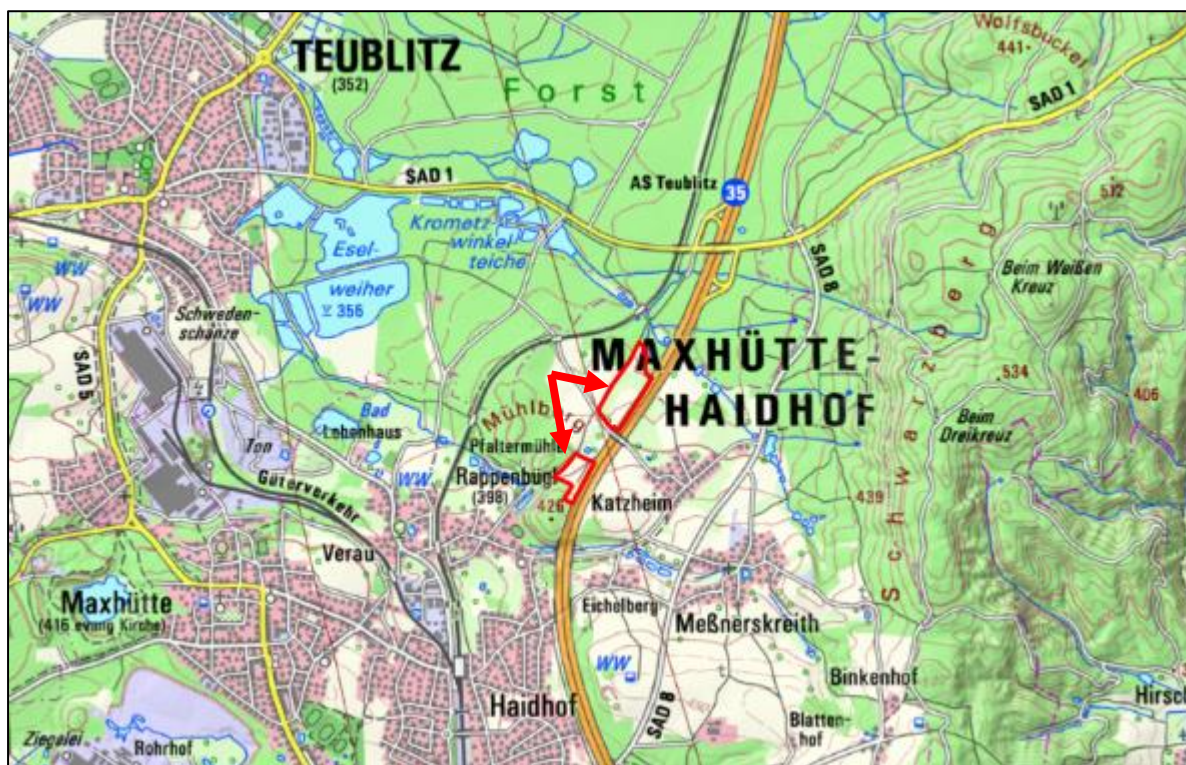 TEUBLITZ
(352)
Forst
Wolfsbuckel
441
SAD 1
SAD 1
AS Teublitz
35
Krometz-
winkel-
teiche
Esel-
weiher
356
WW
WW
Schweden-
schanze
SAD 5
SAD 8
512
Beim Weißen
Kreuz
MAXHÜTTE-
HAIDHOF
534
406
Beim
Dreikreuz
Schwarzberg
439
Mühlberg
Bad
Lobenhaus
Ton
Pfaltermühle
Rappenbügl
(398)
426
WW
Katzheim
Güterverkehr
Verau
Maxhütte
(416 evang Kirche)
Eichelberg
Meßnerskreith
WW
Binkenhof
Haidhof
SAD 8
Blatten-
hof
Hirsch
Ziegelei
Rohrhof